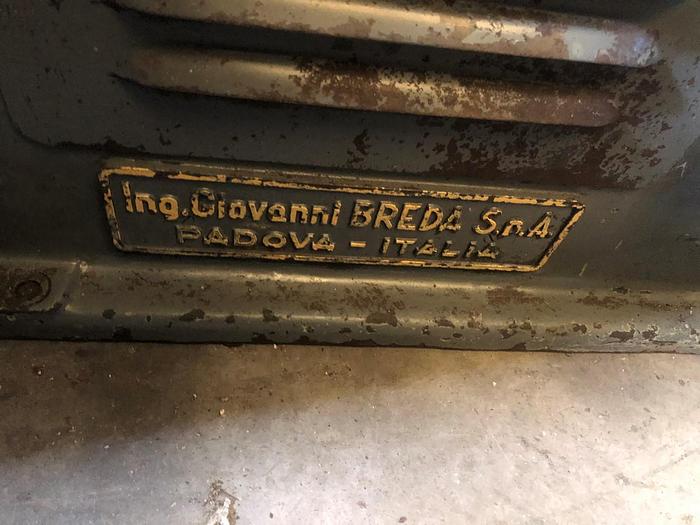 Ing. Giovanni BREDA S.p.A.
PADOVA - ITALIA